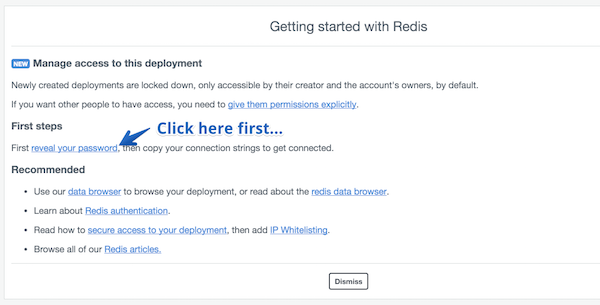 Getting started with Redis
NEW Manage access to this deployment
Newly created deployments are locked down, only accessible by their creator and the account's owners, by default.
If you want other people to have access, you need to give them permissions explicitly.
First steps
Click here first...
First reveal your password, then copy your connection strings to get connected.
Recommended
• Use our data browser to browse your deployment, or read about the redis data browser.
• Learn about Redis authentication.
• Read how to secure access to your deployment, then add IP Whitelisting.
• Browse all of our Redis articles.
Dismiss